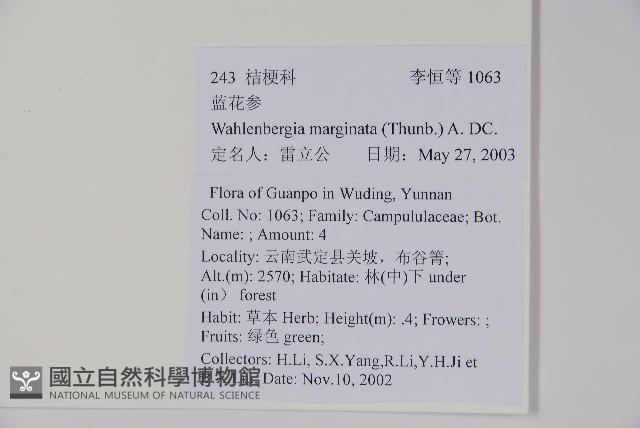 243 桔梗科 李恒等 1063
蓝花参
Wahlenbergia marginata (Thunb.) A. DC.
定名人：雷立公 日期：May 27, 2003
Flora of Guanpo in Wuding, Yunnan
Coll. No: 1063; Family: Campululaceae; Bot.
Name: ; Amount: 4
Locality: 云南武定县关坡，布谷箐;
Alt.(m): 2570; Habitate: 林(中)下 under
(in） forest
Habit: 草本 Herb; Height(m): .4; Frowers: ;
Fruits: 绿色 green;
Collectors: H.Li, S.X.Yang,R.Li,Y.H.Ji et
Date: Nov.10, 2002
國立自然科學博物館
NATIONAL MUSEUM OF NATURAL SCIENCE